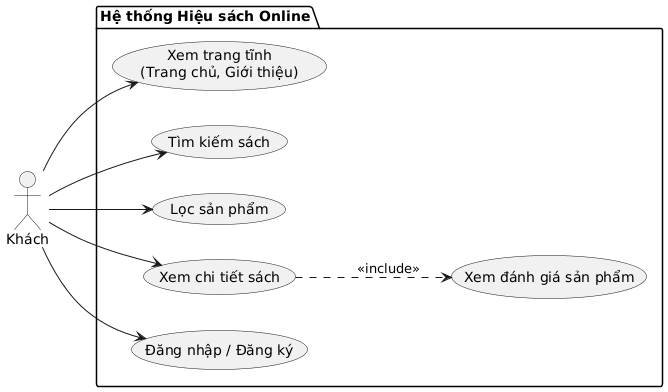 Hệ thống Hiệu sách Online
Xem trang tĩnh
(Trang chủ, Giới thiệu)
Tìm kiếm sách
Lọc sản phẩm
Khách
Xem chi tiết sách
«include»
Xem đánh giá sản phẩm
Đăng nhập / Đăng ký